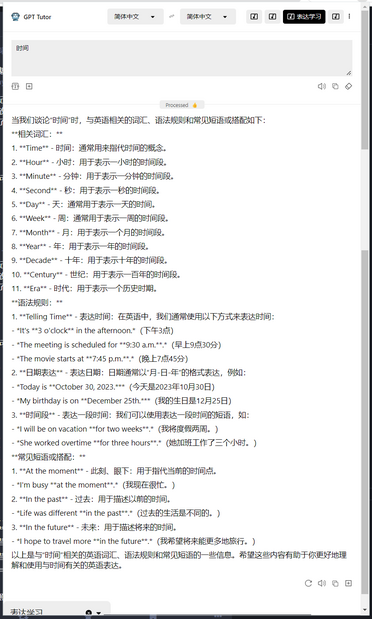 GPT Tutor
简体中文
简体中文
表达学习
时间
Processed
当我们谈论“时间”时，与英语相关的词汇、语法规则和常见短语或搭配如下：
**相关词汇：**
1. **Time** - 时间：通常用来指代时间的概念。
2. **Hour** - 小时：用于表示一小时的时间段。
3. **Minute** - 分钟：用于表示一分钟的时间段。
4. **Second** - 秒：用于表示一秒的时间段。
5. **Day** - 天：通常用于表示一天的时间。
6. **Week** - 周：通常用于表示一周的时间。
7. **Month** - 月：用于表示一个月的时间段。
8. **Year** - 年：用于表示一年的时间段。
9. **Decade** - 十年：用于表示十年的时间段。
10. **Century** - 世纪：用于表示一百年的时间段。
11. **Era** - 时代：用于表示一个历史时期。
**语法规则：**
1. **Telling Time** - 表达时间：在英语中，我们通常使用以下方式来表达时间：
- *It's **3 o'clock** in the afternoon.*（下午3点）
- *The meeting is scheduled for **9:30 a.m.**.*（早上9点30分）
- *The movie starts at **7:45 p.m.**.*（晚上7点45分）
2. **日期表达** - 表达日期：日期通常以“月-日-年”的格式表达，例如：
- *Today is **October 30, 2023.***（今天是2023年10月30日）
- *My birthday is on **December 25th.***（我的生日是12月25日）
3. **时间段** - 表达一段时间：我们可以使用表达一段时间的短语，如：
- *I will be on vacation **for two weeks**.*（我将度假两周。）
- *She worked overtime **for three hours**.*（她加班工作了三个小时。）
**常见短语或搭配：**
1. **At the moment** - 此刻、眼下：用于指代当前的时间点。
- *I'm busy **at the moment**.*（我现在很忙。）
2. **In the past** - 过去：用于描述以前的时间。
- *Life was different **in the past**.*（过去的生活是不同的。）
3. **In the future** - 未来：用于描述将来的时间。
- *I hope to travel more **in the future**.*（我希望将来能更多地旅行。）
以上是与“时间”相关的英语词汇、语法规则和常见短语的一些信息。希望这些内容有助于你更好地理
解和使用与时间有关的英语表达。
表达学习